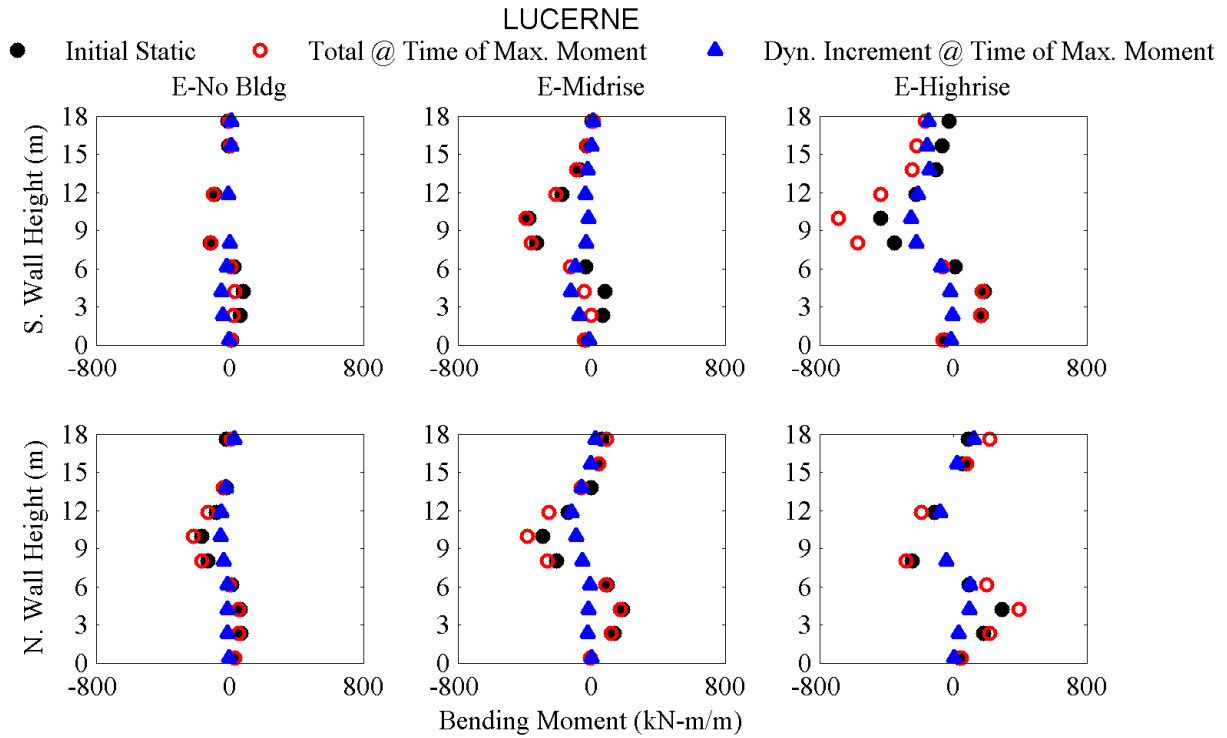 LUCERNE
Initial Static Total @ Time of Max. Moment Dyn. Increment @ Time of Max. Moment
E-No Bldg E-Midrise E-Highrise
S. Wall Height (m)
18 18 18
15 15 15
12 12 12
9 9 9
6 6 6
3 3 3
0 0 0
-800 0 800 -800 0 800 -800 0 800
N. Wall Height (m)
18 18 18
15 15 15
12 12 12
9 9 9
6 6 6
3 3 3
0 0 0
-800 0 800 -800 0 800 -800 0 800
Bending Moment (kN-m/m)